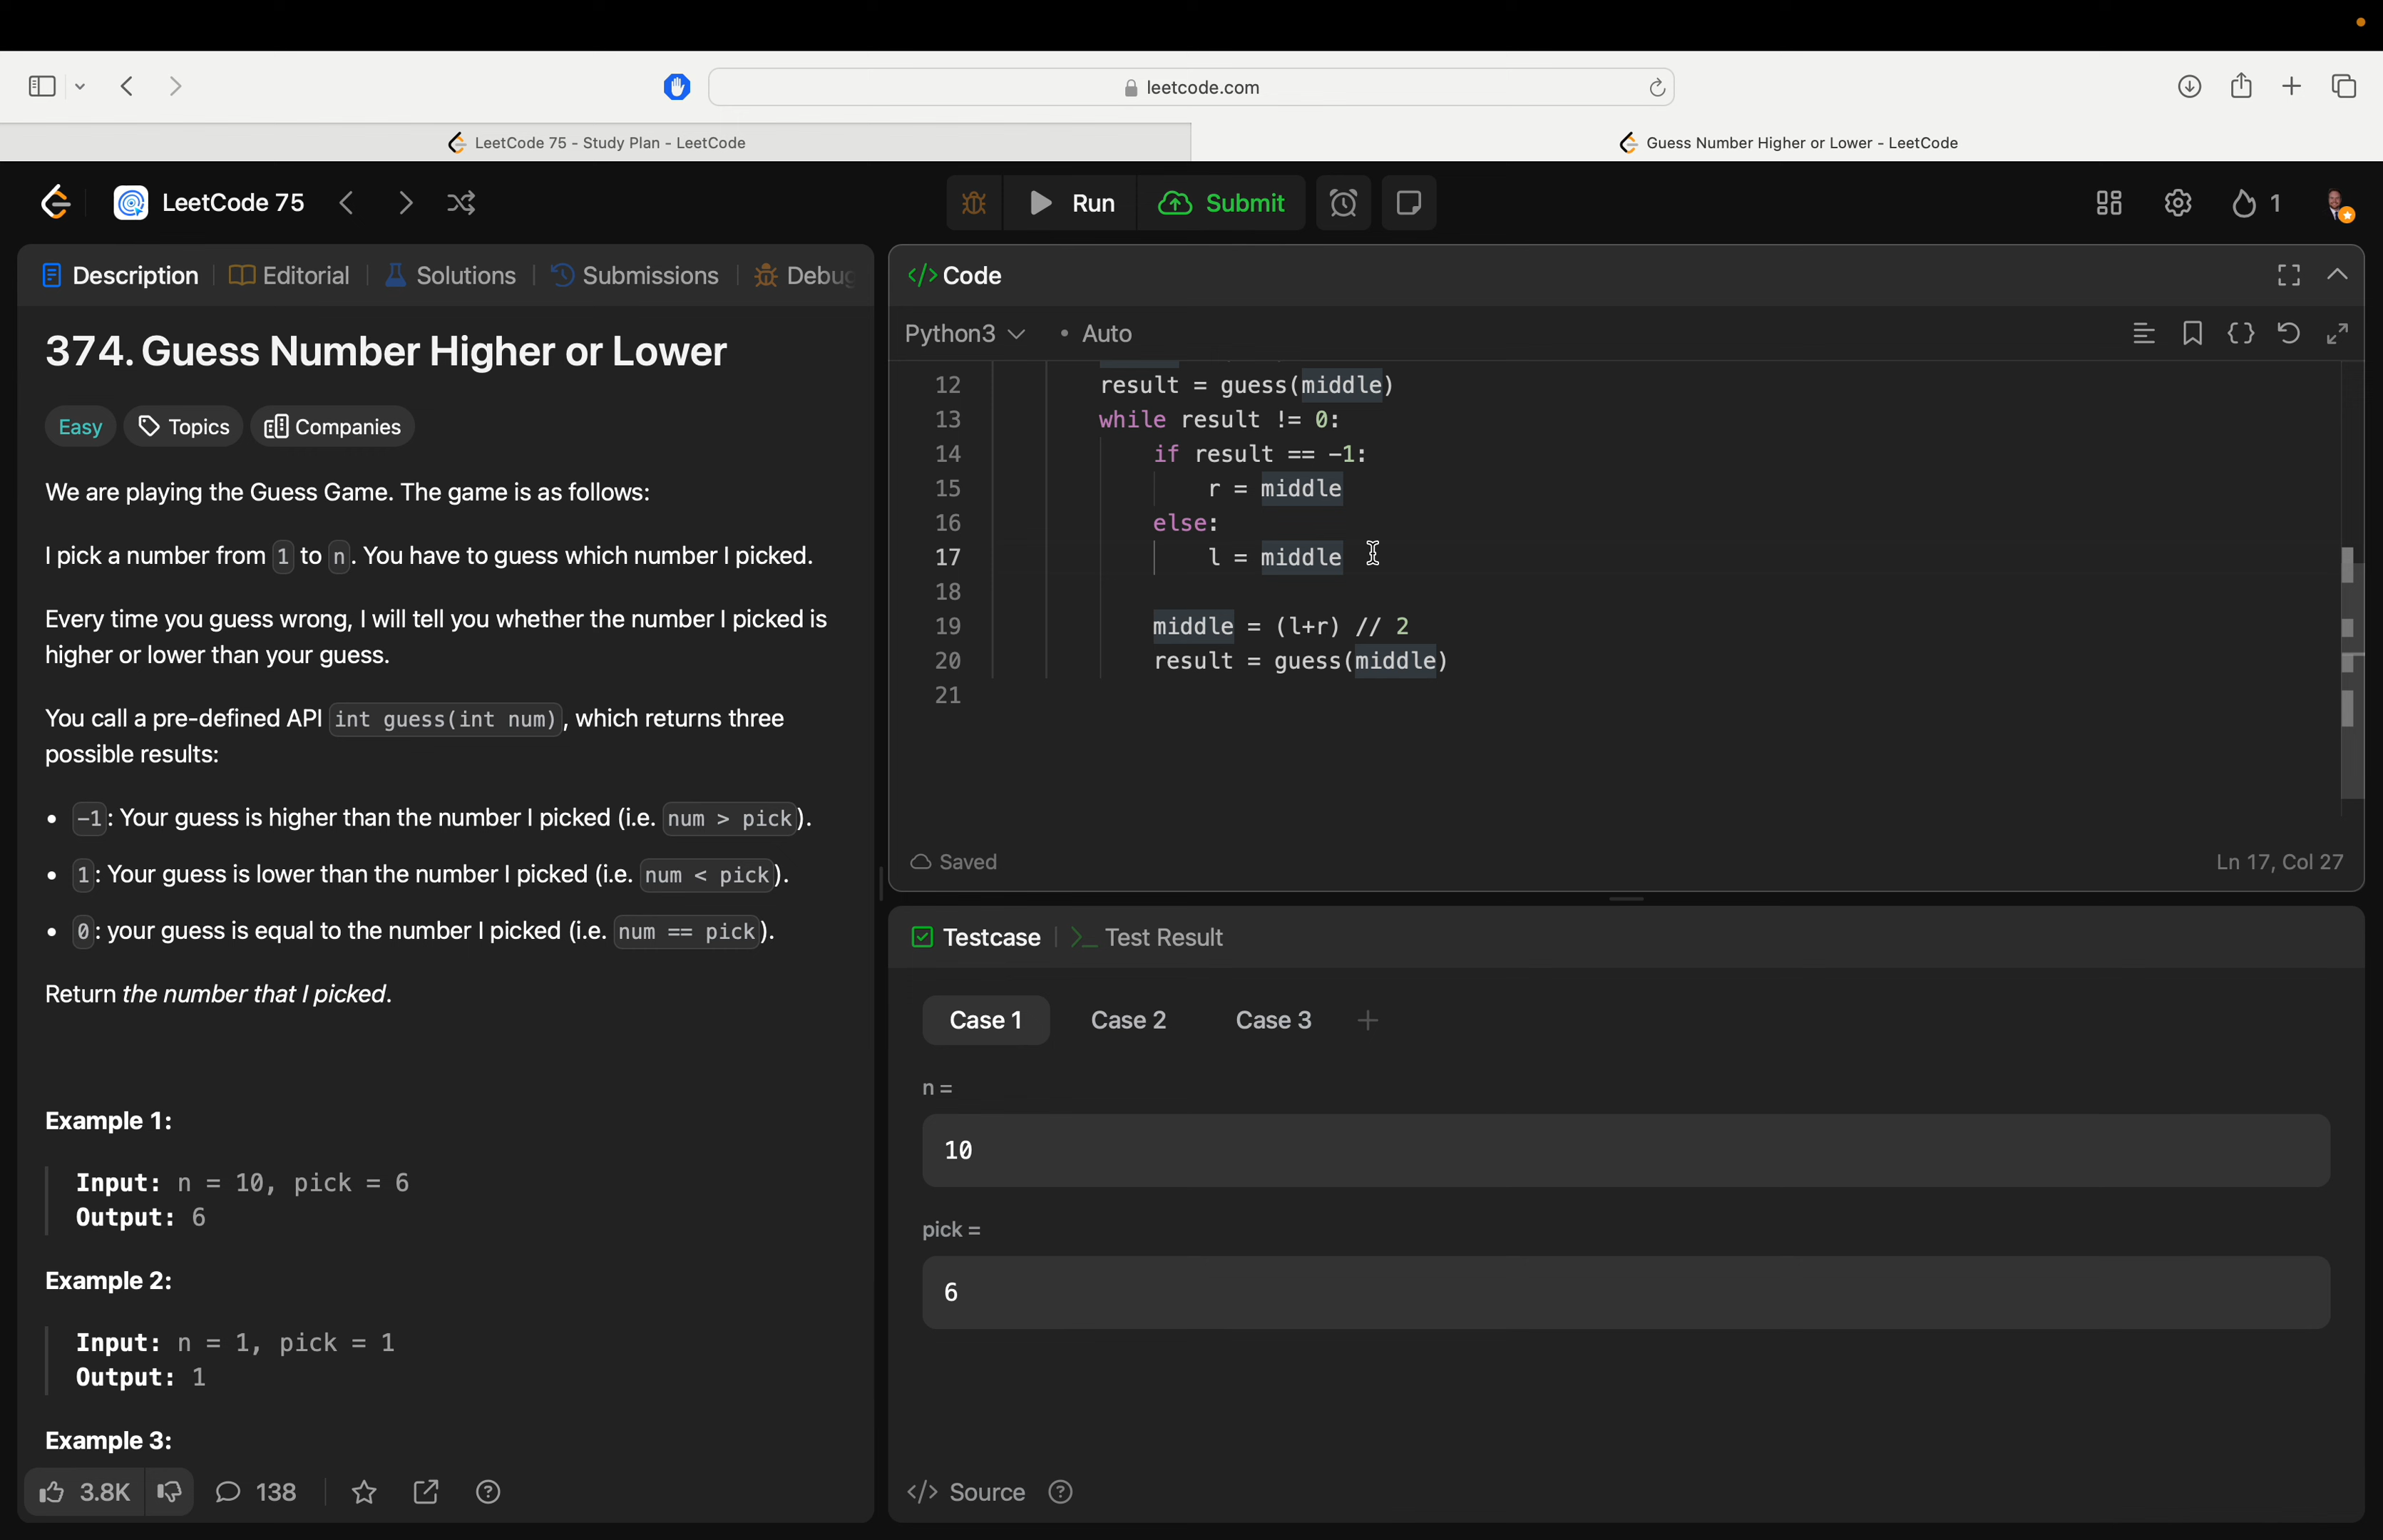 leetcode.com
LeetCode 75 - Study Plan - LeetCode
Guess Number Higher or Lower - LeetCode
LeetCode 75
Run
Submit
1
Description
Editorial
Solutions
Submissions
Debug
374. Guess Number Higher or Lower
Easy
Topics
Companies
We are playing the Guess Game. The game is as follows:
I pick a number from 1 to n. You have to guess which number I picked.
Every time you guess wrong, I will tell you whether the number I picked is
higher or lower than your guess.
You call a pre-defined API int guess(int num), which returns three
possible results:
• -1: Your guess is higher than the number I picked (i.e. num > pick).
• 1: Your guess is lower than the number I picked (i.e. num < pick).
• 0: your guess is equal to the number I picked (i.e. num == pick).
Return the number that I picked.
Example 1:
Input: n = 10, pick = 6
Output: 6
Example 2:
Input: n = 1, pick = 1
Output: 1
Example 3:
3.8K
138
</> Code
Python3
• Auto
12 result = guess(middle)
13 while result != 0:
14 if result == -1:
15 r = middle
16 else:
17 l = middle
18
19 middle = (l+r) // 2
20 result = guess(middle)
21
Saved
Ln 17, Col 27
Testcase
Test Result
Case 1
Case 2
Case 3
n =
10
pick =
6
</> Source